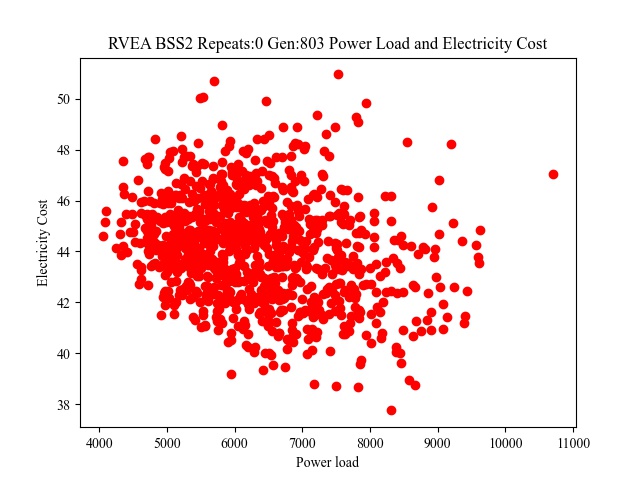 RVEA BSS2 Repeats:0 Gen:803 Power Load and Electricity Cost
50
48
46
44
42
40
38
Electricity Cost
4000 5000 6000 7000 8000 9000 10000 11000
Power load